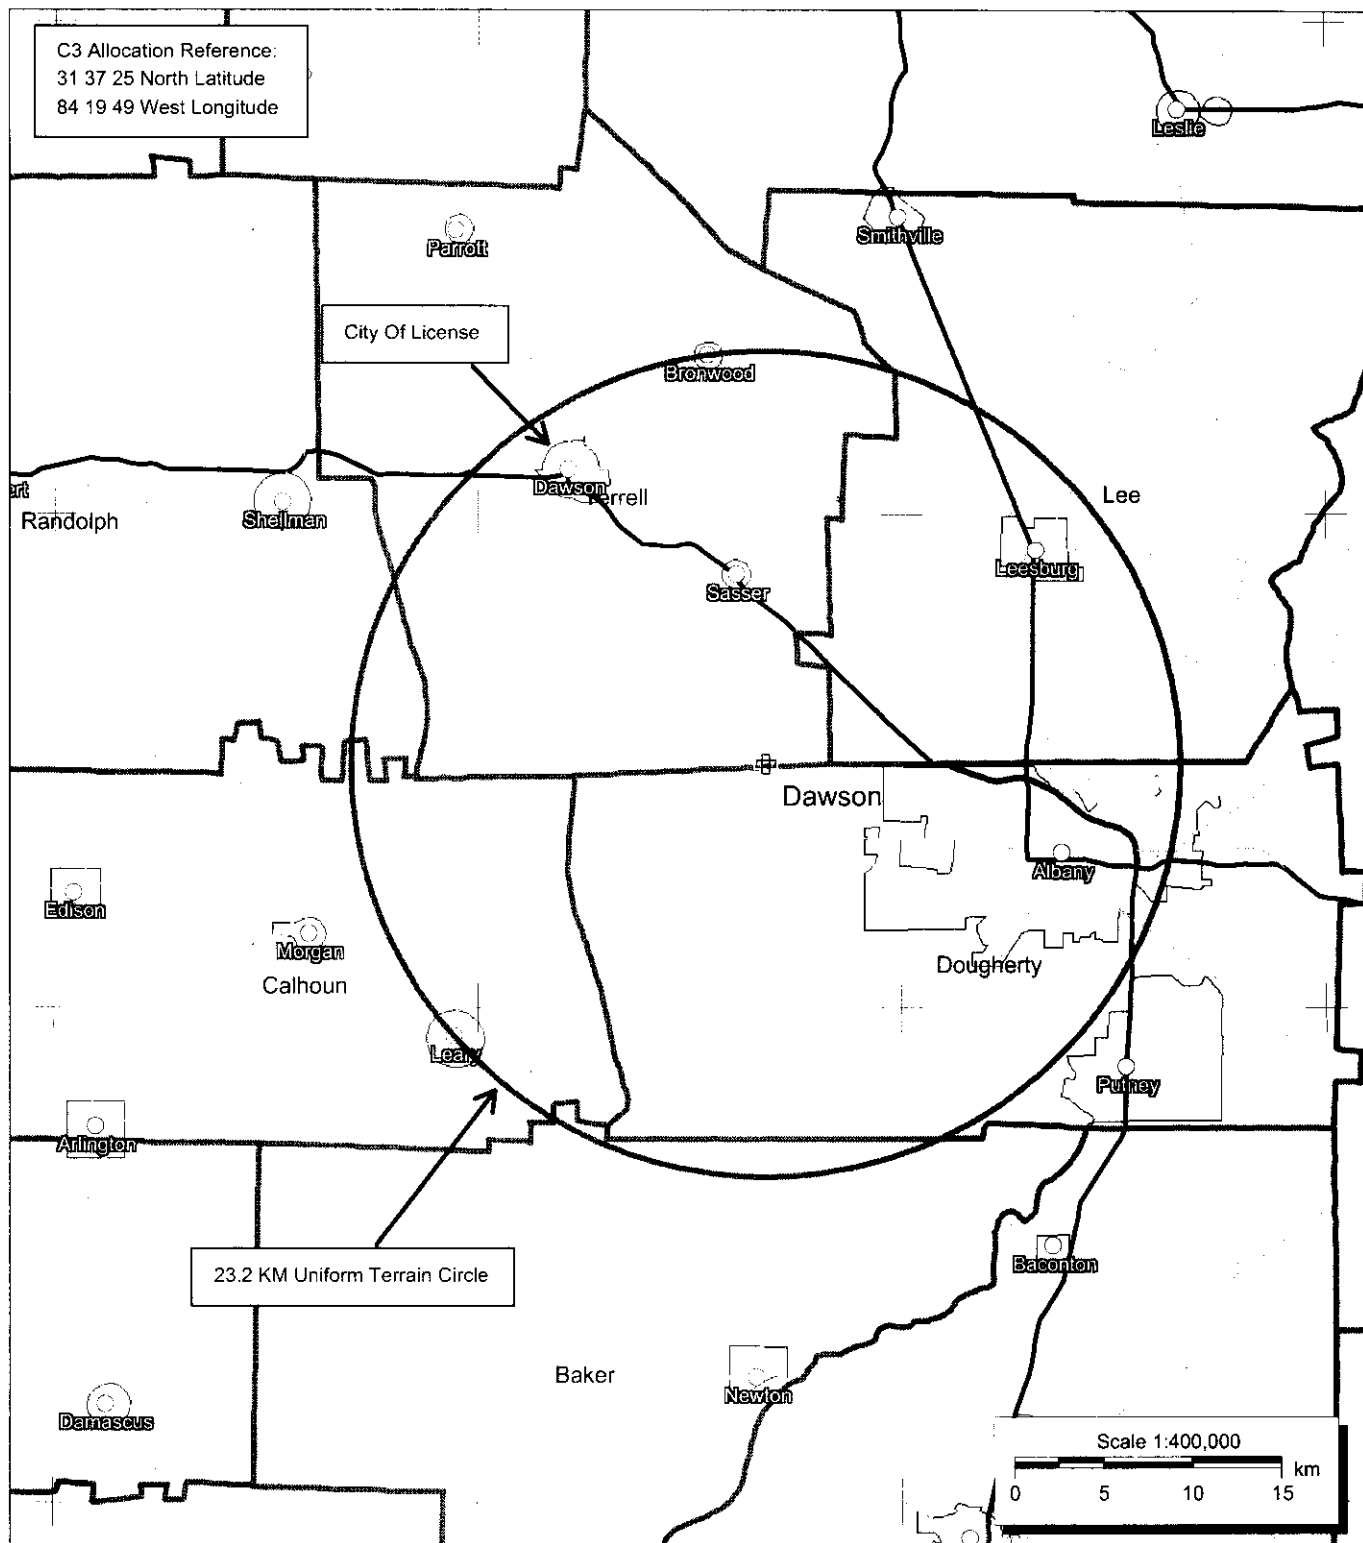 C3 Allocation Reference:
31 37 25 North Latitude
84 19 49 West Longitude
Leslie
Smithville
Parrott
City Of License
Bronwood
Dawson
Terrell
Lee
Shellman
Randolph
Leesburg
Sasser
Dawson
Albany
Edison
Morgan
Dougherty
Calhoun
Leary
Putney
Arlington
Baconton
23.2 KM Uniform Terrain Circle
Baker
Newton
Damascus
Scale 1:400,000
km
0 5 10 15